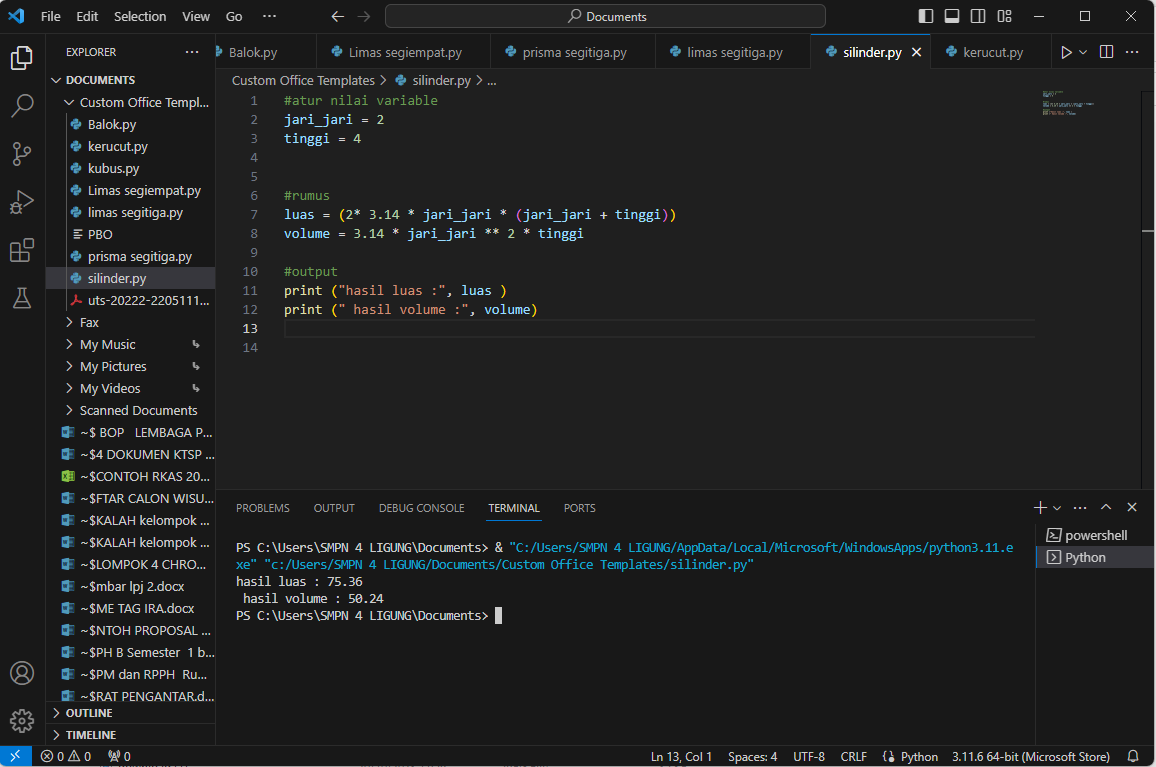 File Edit Selection View Go ··· Documents
EXPLORER ···
DOCUMENTS
Custom Office Templ...
Balok.py
kerucut.py
kubus.py
Limas segiempat.py
limas segitiga.py
PBO
prisma segitiga.py
silinder.py
uts-20222-2205111...
Fax
My Music
My Pictures
My Videos
Scanned Documents
~$ BOP LEMBAGA P...
~$4 DOKUMEN KTSP ...
~$CONTOH RKAS 20...
~$FTAR CALON WISU...
~$KALAH kelompok ...
~$KALAH kelompok ...
~$LOMPOK 4 CHRO...
~$mbar lpj 2.docx
~$ME TAG IRA.docx
~$NTOH PROPOSAL ...
~$PH B Semester 1 b...
~$PM dan RPPH Ru...
~$RAT PENGANTAR.d...
OUTLINE
TIMELINE
Balok.py Limas segiempat.py prisma segitiga.py limas segitiga.py silinder.py kerucut.py ···
Custom Office Templates > silinder.py > ...
1 #atur nilai variable
2 jari_jari = 2
3 tinggi = 4
4
5
6 #rumus
7 luas = (2* 3.14 * jari_jari * (jari_jari + tinggi))
8 volume = 3.14 * jari_jari ** 2 * tinggi
9
10 #output
11 print ("hasil luas :", luas )
12 print (" hasil volume :", volume)
13
14
PROBLEMS OUTPUT DEBUG CONSOLE TERMINAL PORTS
PS C:\Users\SMPN 4 LIGUNG\Documents> & "C:/Users/SMPN 4 LIGUNG/AppData/Local/Microsoft/WindowsApps/python3.11.e
xe" "c:/Users/SMPN 4 LIGUNG/Documents/Custom Office Templates/silinder.py"
hasil luas : 75.36
 hasil volume : 50.24
PS C:\Users\SMPN 4 LIGUNG\Documents>
powershell
Python
0 0 0 Ln 13, Col 1 Spaces: 4 UTF-8 CRLF Python 3.11.6 64-bit (Microsoft Store)